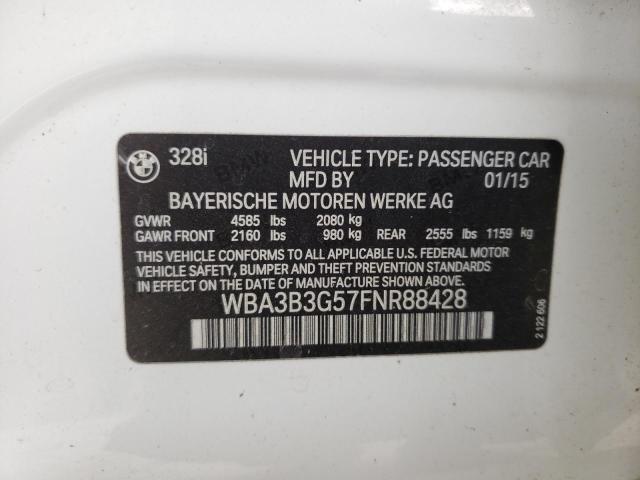 BMW 328i VEHICLE TYPE: PASSENGER CAR
MFD BY 01/15
BAYERISCHE MOTOREN WERKE AG
GVWR 4585 lbs 2080 kg
GAWR FRONT 2160 lbs 980 kg REAR 2555 lbs 1159 kg
THIS VEHICLE CONFORMS TO ALL APPLICABLE U.S. FEDERAL MOTOR
VEHICLE SAFETY, BUMPER AND THEFT PREVENTION STANDARDS
IN EFFECT ON THE DATE OF MANUFACTURE SHOWN ABOVE.
WBA3B3G57FNR88428
2 122 606